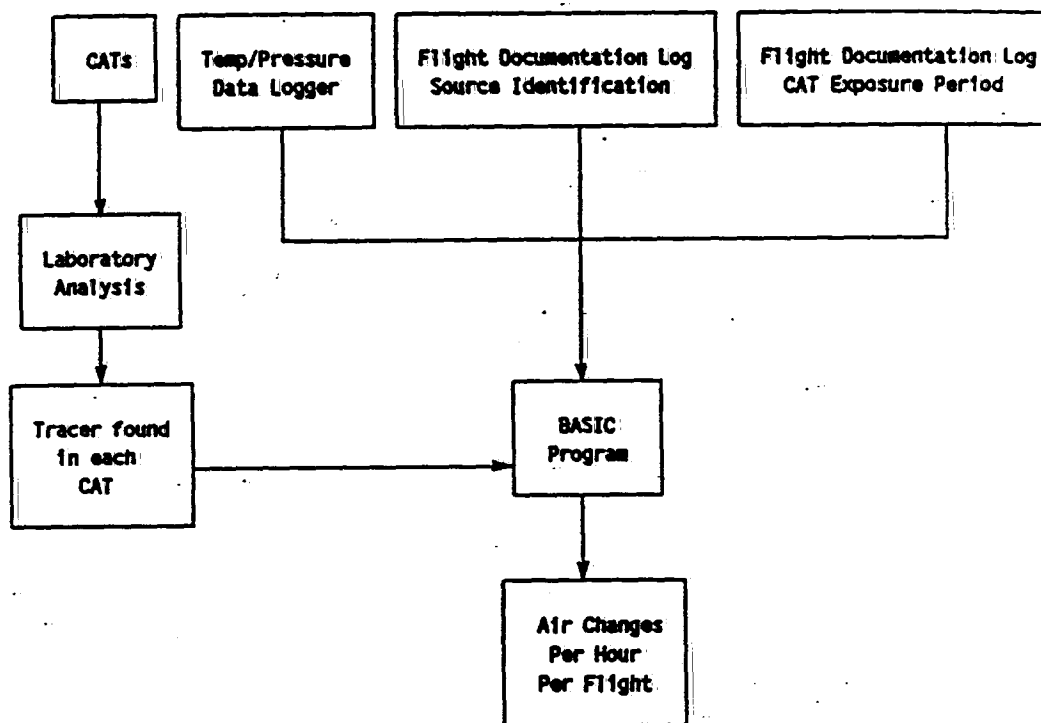 CATs
Temp/Pressure
Data Logger
Flight Documentation Log
Source Identification
Flight Documentation Log
CAT Exposure Period
Laboratory
Analysis
Tracer found
in each
CAT
BASIC
Program
Air Changes
Per Hour
Per Flight